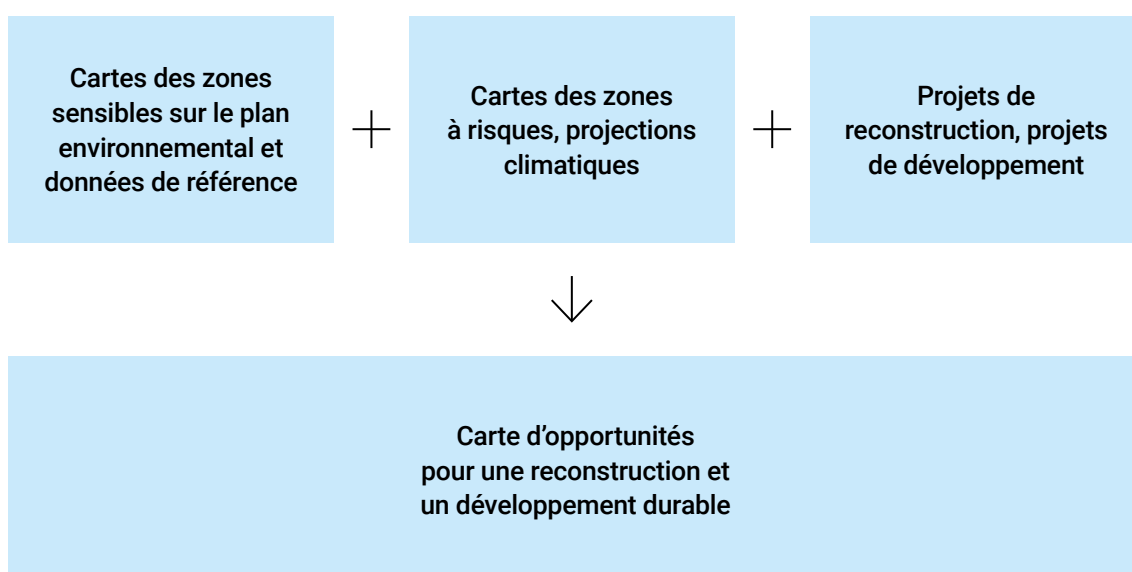 Cartes des zones
sensibles sur le plan
environnemental et
données de référence
+
Cartes des zones
à risques, projections
climatiques
+
Projets de
reconstruction, projets
de développement
Carte d’opportunités
pour une reconstruction et
un développement durable